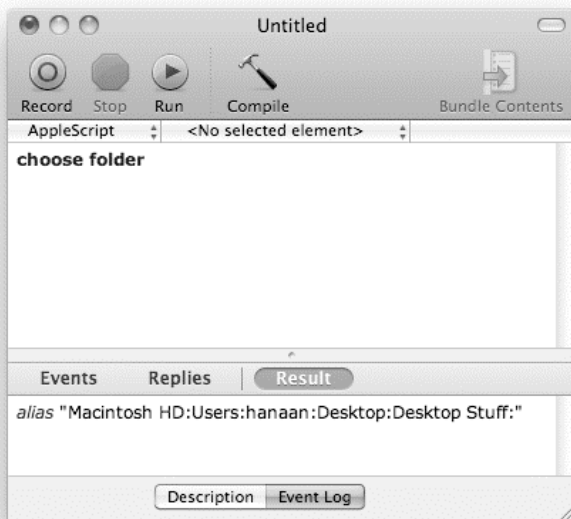 Untitled
Record Stop Run Compile Bundle Contents
AppleScript <No selected element>
choose folder
Events Replies Result
alias "Macintosh HD:Users:hanaan:Desktop:Desktop Stuff:"
Description Event Log